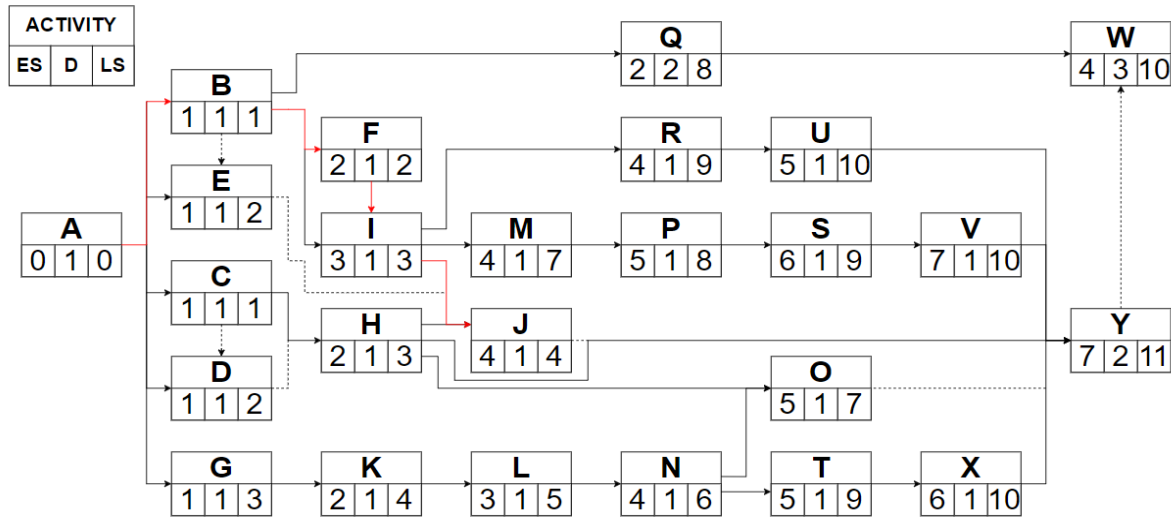 ACTIVITY
ES D LS
Q
2 2 8
W
4 3 10
B
1 1 1
F
2 1 2
R
4 1 9
U
5 1 10
E
1 1 2
A
0 1 0
I
3 1 3
M
4 1 7
P
5 1 8
S
6 1 9
V
7 1 10
C
1 1 1
H
2 1 3
J
4 1 4
Y
7 2 11
D
1 1 2
O
5 1 7
G
1 1 3
K
2 1 4
L
3 1 5
N
4 1 6
T
5 1 9
X
6 1 10